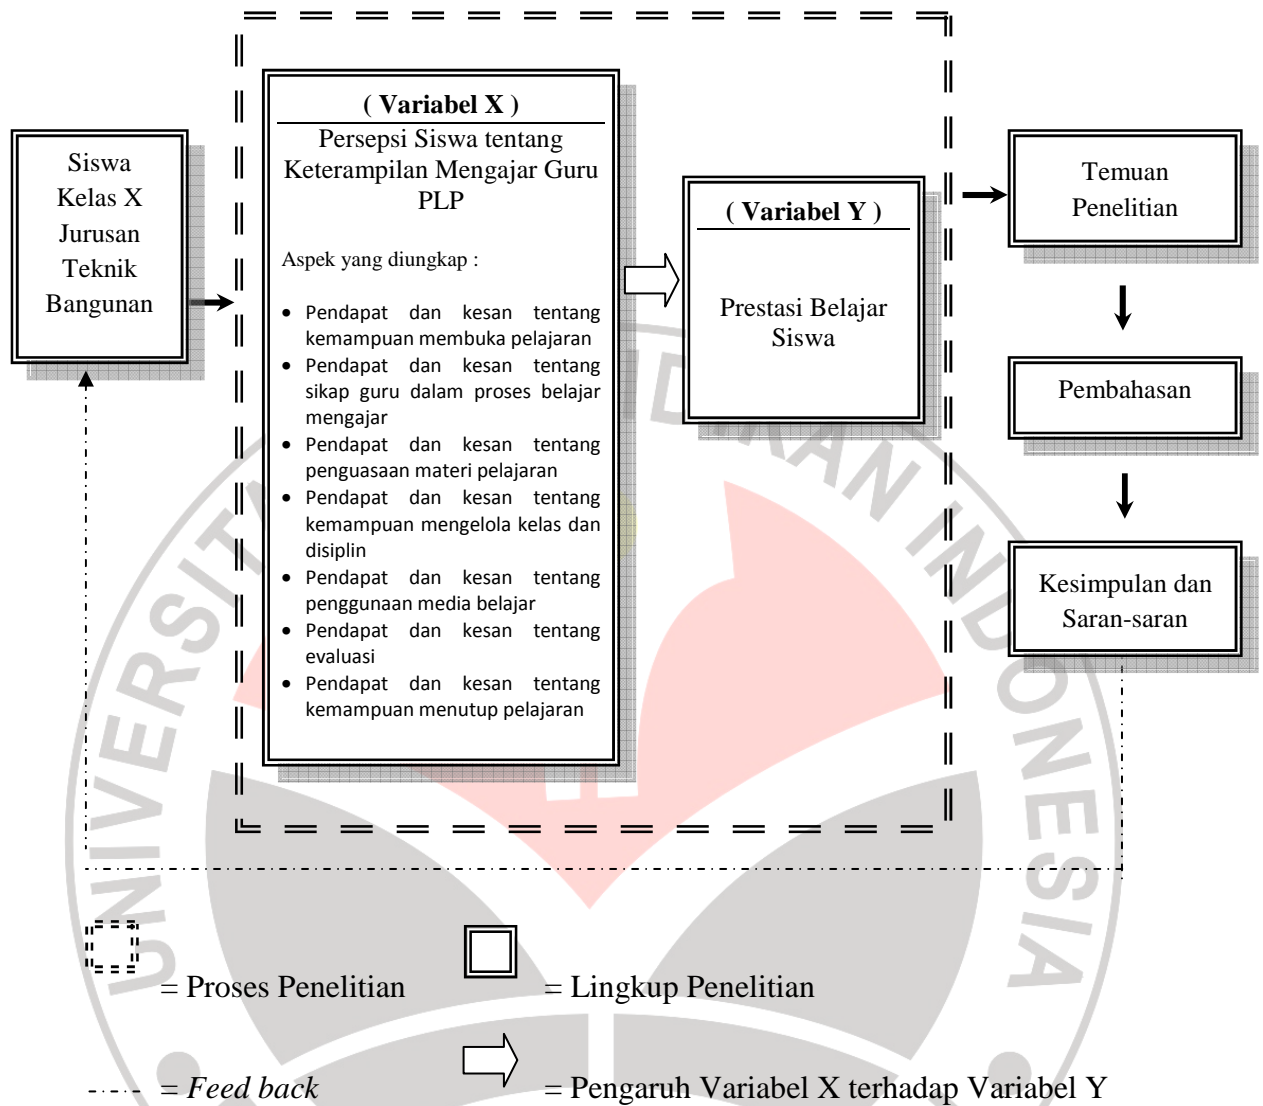 Siswa
Kelas X
Jurusan
Teknik
Bangunan
( Variabel X )
Persepsi Siswa tentang
Keterampilan Mengajar Guru
PLP
Aspek yang diungkap :
• Pendapat dan kesan tentang
kemampuan membuka pelajaran
• Pendapat dan kesan tentang
sikap guru dalam proses belajar
mengajar
• Pendapat dan kesan tentang
penguasaan materi pelajaran
• Pendapat dan kesan tentang
kemampuan mengelola kelas dan
disiplin
• Pendapat dan kesan tentang
penggunaan media belajar
• Pendapat dan kesan tentang
evaluasi
• Pendapat dan kesan tentang
kemampuan menutup pelajaran
( Variabel Y )
Prestasi Belajar
Siswa
Temuan
Penelitian
Pembahasan
Kesimpulan dan
Saran-saran
= Proses Penelitian
= Lingkup Penelitian
= Feed back
= Pengaruh Variabel X terhadap Variabel Y
INDONESIA